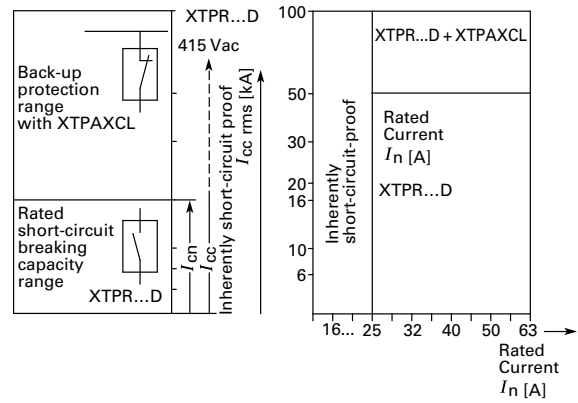 XTPR...D
415 Vac
Back-up
protection
range
with XTPAXCL
Rated
short-circuit
breaking
capacity
range
XTPR...D
Icn
Icc
Inherently short-circuit proof
Icc rms [kA]
100
50
30
20
16
10
6
Inherently
short-circuit-proof
XTPR...D + XTPAXCL
Rated
Current
In [A]
XTPR...D
16... 25 32 40 50 63
Rated
Current
In [A]